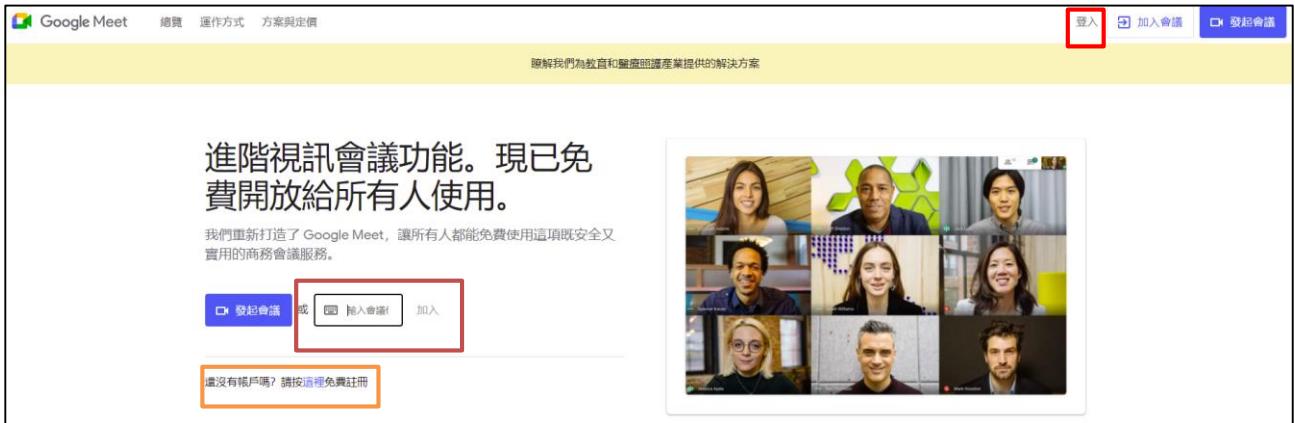 Google Meet 總覽 運作方式 方案與定價 登入 加入會議 發起會議
瞭解我們為教育和醫療照護產業提供的解決方案
進階視訊會議功能。現已免
費開放給所有人使用。
我們重新打造了 Google Meet，讓所有人都能免費使用這項既安全又
實用的商務會議服務。
發起會議 或 輸入會議 加入
還沒有帳戶嗎？請按這裡免費註冊